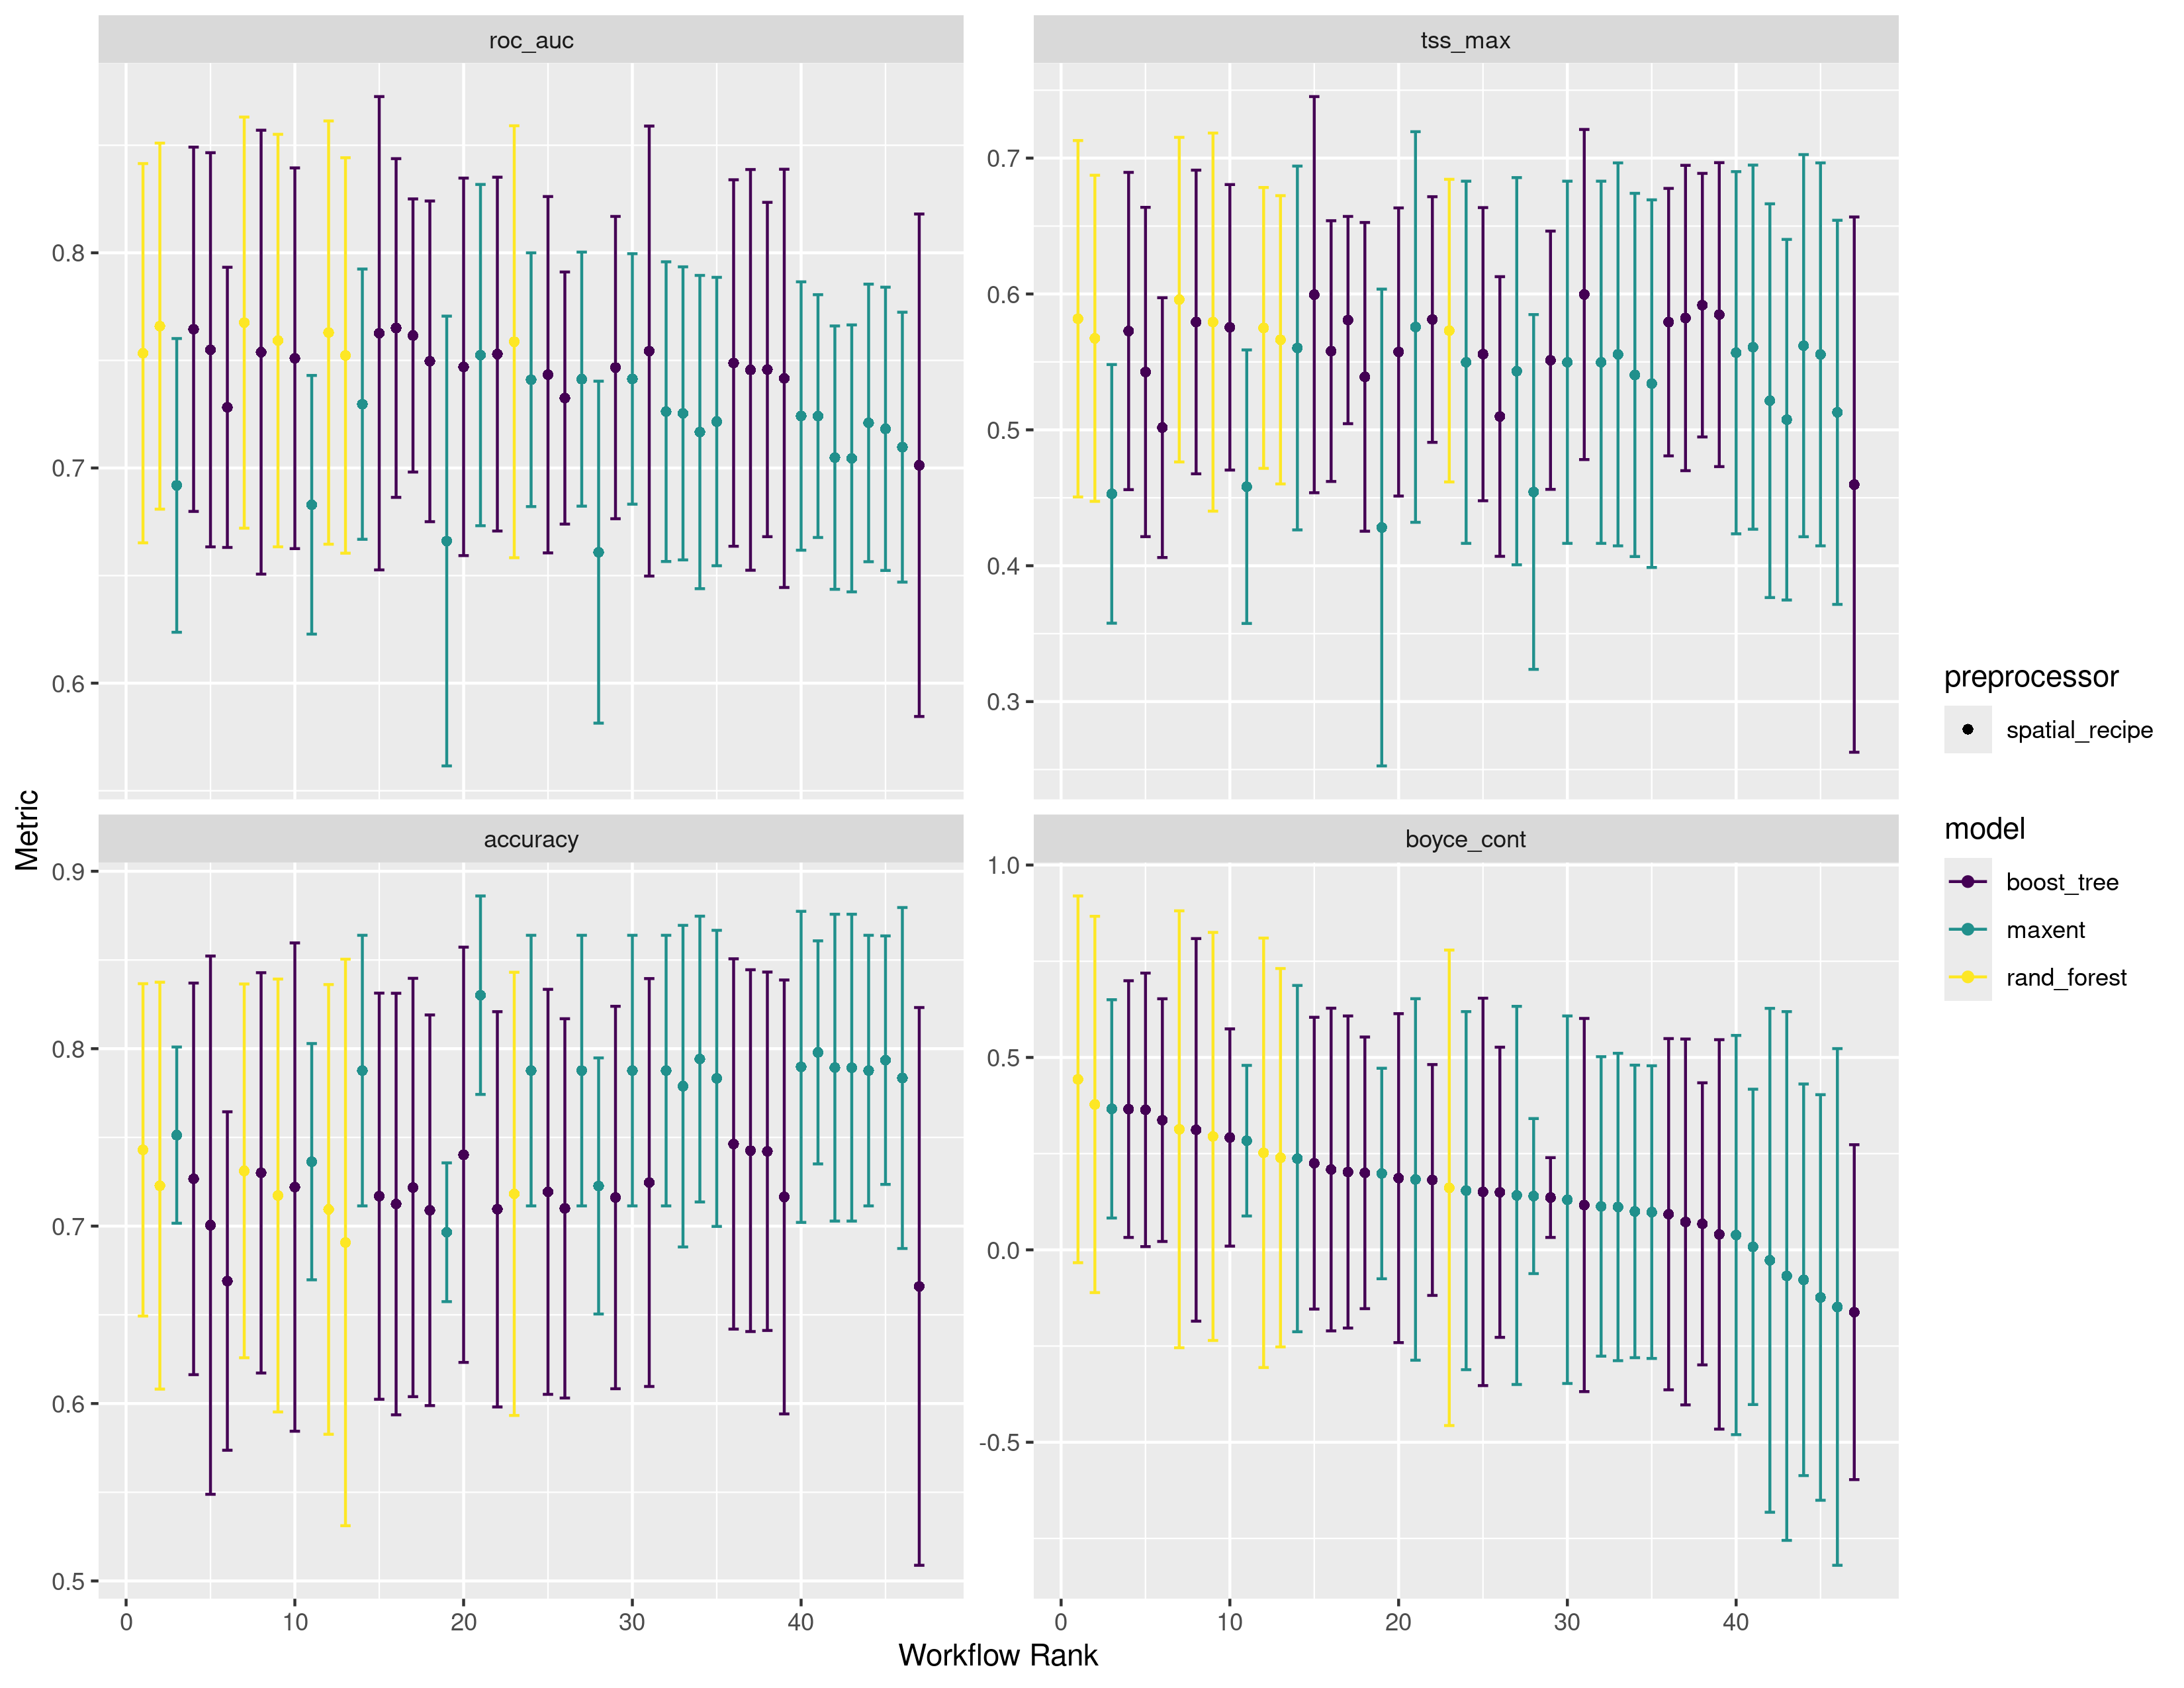 roc_auc
tss_max
0.8
0.7
0.6
0.7
0.6
0.5
0.4
0.3
accuracy
boyce_cont
0.9
0.8
0.7
0.6
0.5
1.0
0.5
0.0
-0.5
0 10 20 30 40
0 10 20 30 40
Workflow Rank
Metric
preprocessor
spatial_recipe
model
boost_tree
maxent
rand_forest